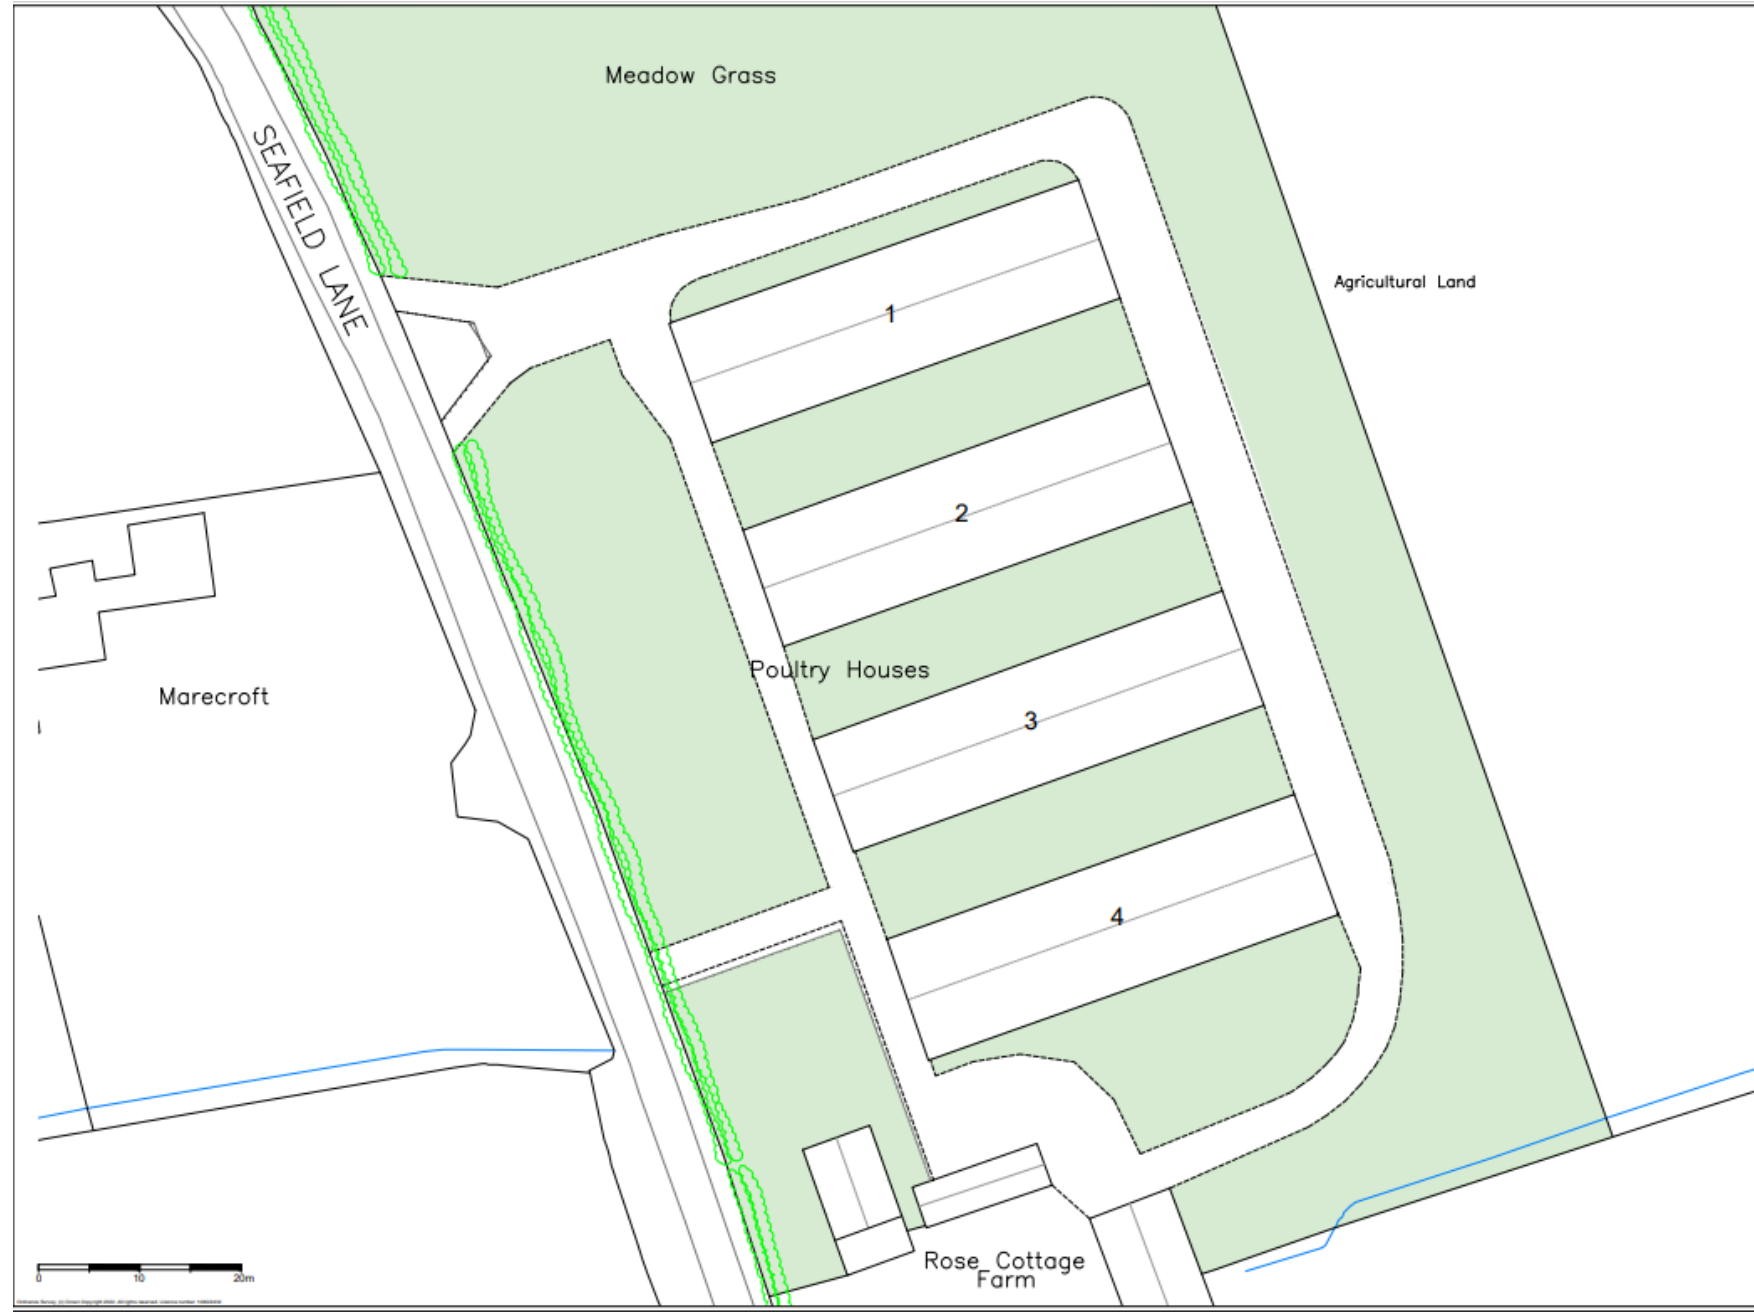 Meadow Grass
SEAFIELD LANE
Agricultural Land
1
2
Poultry Houses
Marecroft
3
4
Rose Cottage
Farm
0 10 20m